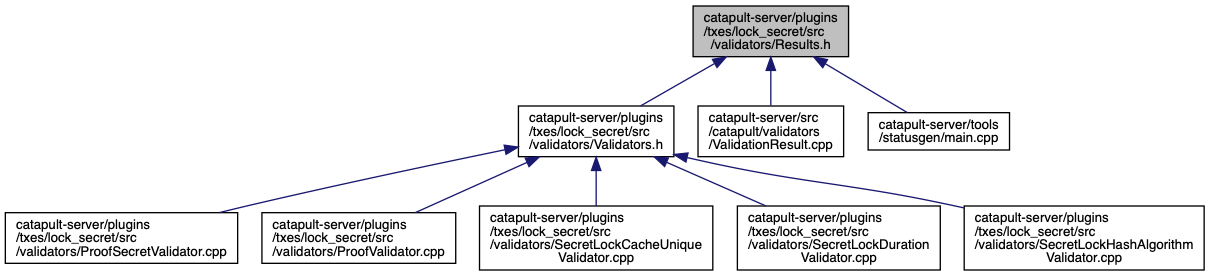 catapult-server/plugins
/txes/lock_secret/src
/validators/Results.h
catapult-server/plugins
/txes/lock_secret/src
/validators/Validators.h
catapult-server/src
/catapult/validators
/ValidationResult.cpp
catapult-server/tools
/statusgen/main.cpp
catapult-server/plugins
/txes/lock_secret/src
/validators/ProofSecretValidator.cpp
catapult-server/plugins
/txes/lock_secret/src
/validators/ProofValidator.cpp
catapult-server/plugins
/txes/lock_secret/src
/validators/SecretLockCacheUnique
Validator.cpp
catapult-server/plugins
/txes/lock_secret/src
/validators/SecretLockDuration
Validator.cpp
catapult-server/plugins
/txes/lock_secret/src
/validators/SecretLockHashAlgorithm
Validator.cpp